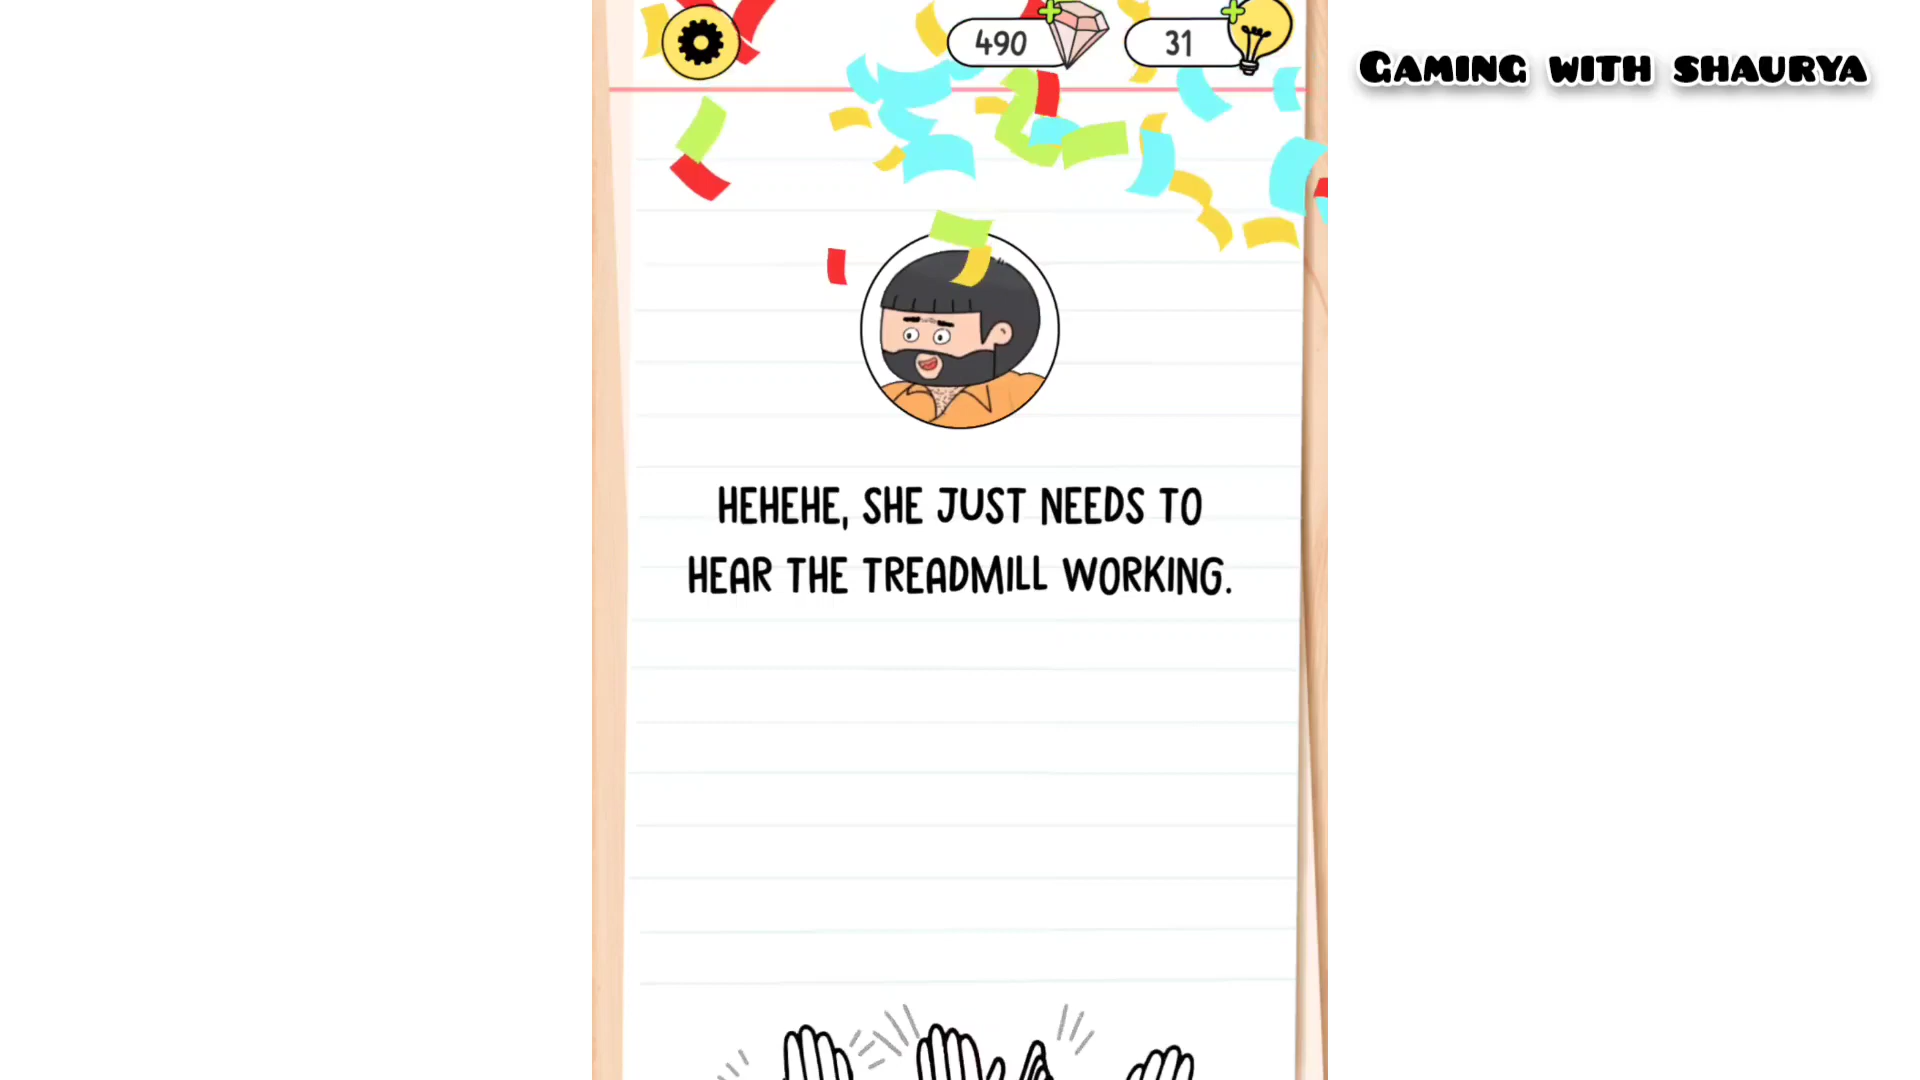 490
31
GAMING WITH SHAURYA
HEHEHE, SHE JUST NEEDS TO
HEAR THE TREADMILL WORKING.